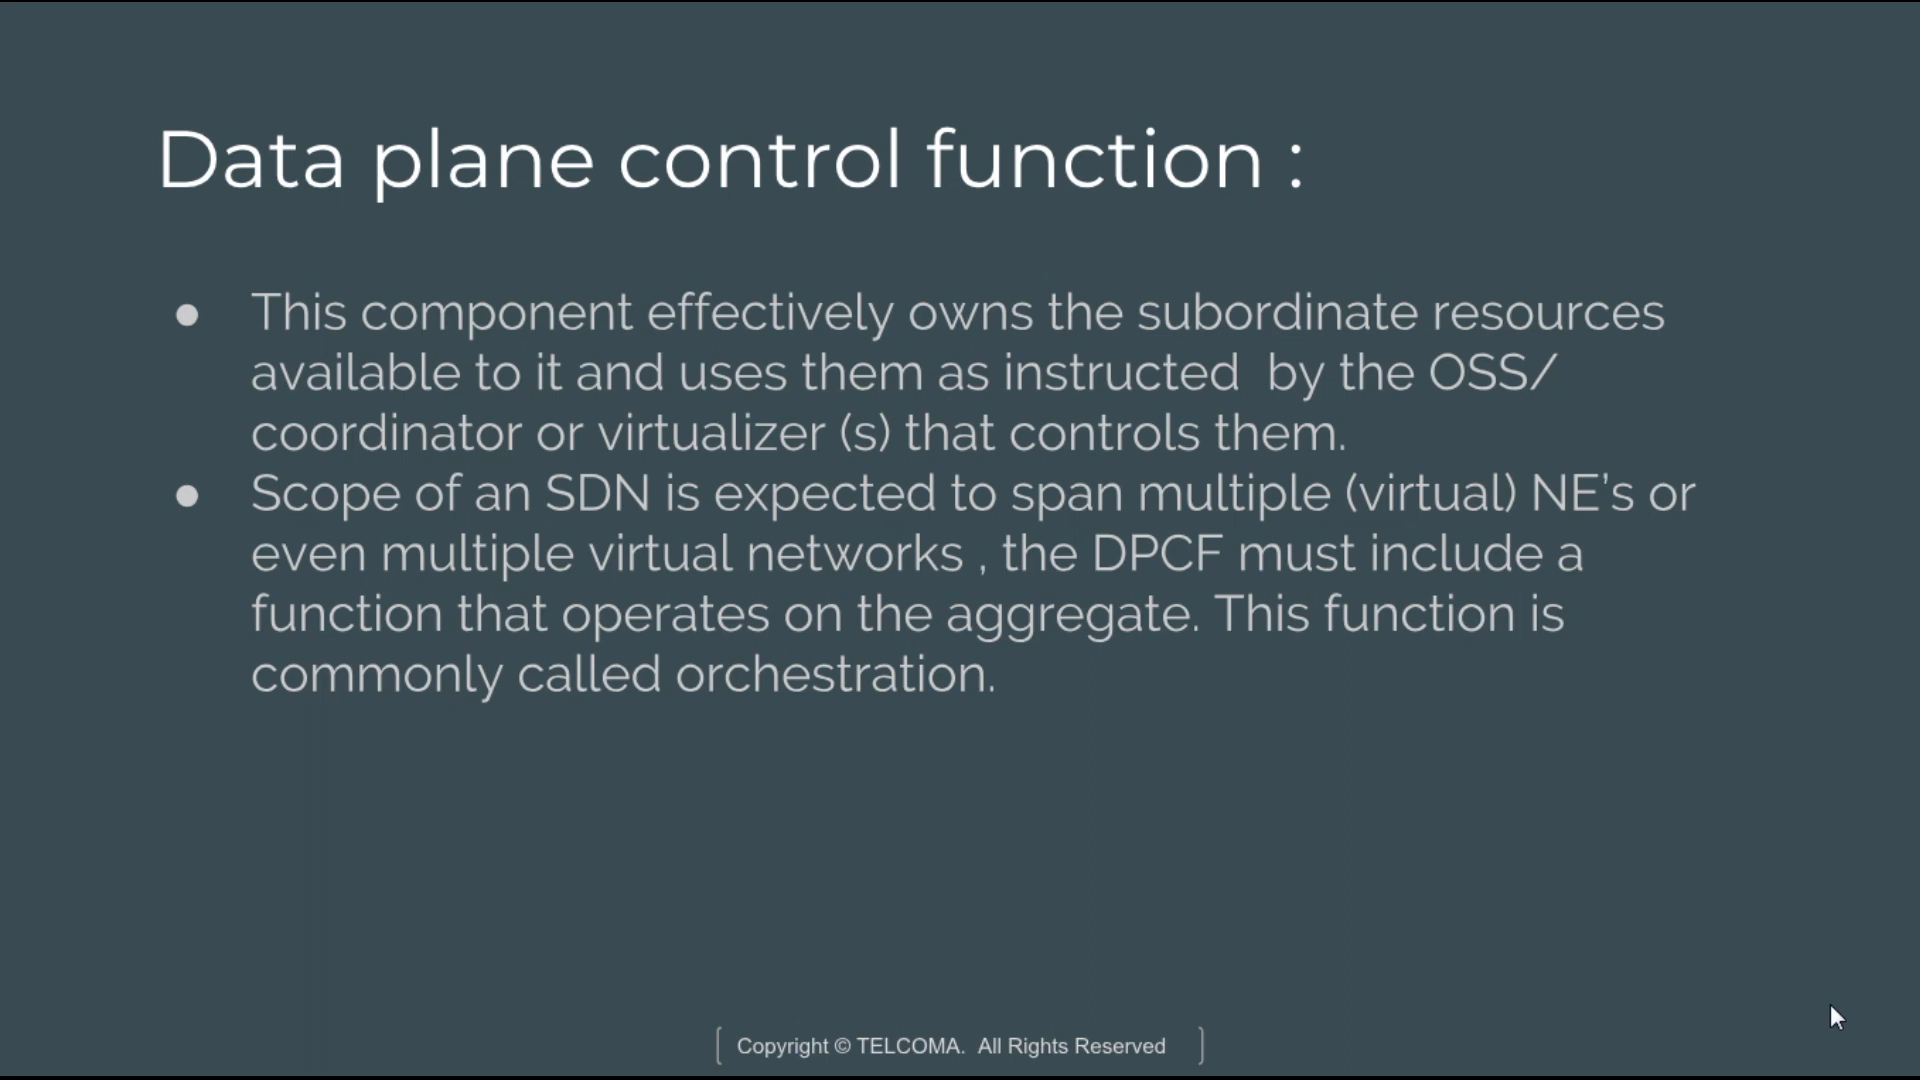 Data plane control function :
● This component effectively owns the subordinate resources
available to it and uses them as instructed  by the OSS/
coordinator or virtualizer (s) that controls them.
● Scope of an SDN is expected to span multiple (virtual) NE’s or
even multiple virtual networks , the DPCF must include a
function that operates on the aggregate. This function is
commonly called orchestration.
Copyright © TELCOMA.  All Rights Reserved